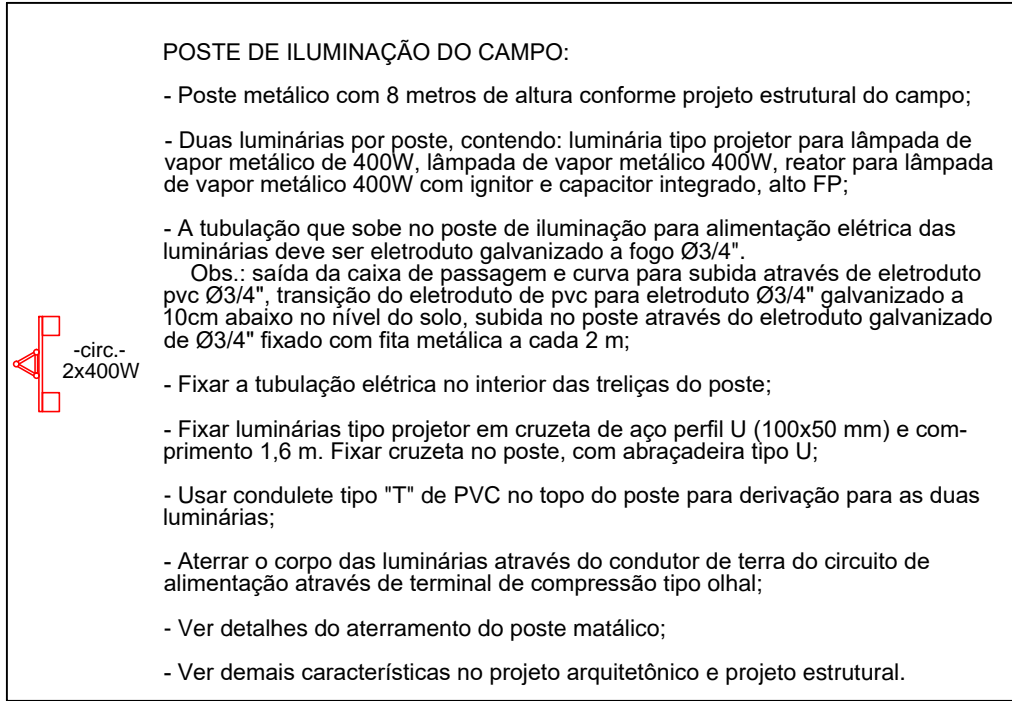 POSTE DE ILUMINAÇÃO DO CAMPO:
- Poste metálico com 8 metros de altura conforme projeto estrutural do campo;
- Duas luminárias por poste, contendo: luminária tipo projetor para lâmpada de
vapor metálico de 400W, lâmpada de vapor metálico 400W, reator para lâmpada
de vapor metálico 400W com ignitor e capacitor integrado, alto FP;
- A tubulação que sobe no poste de iluminação para alimentação elétrica das
luminárias deve ser eletroduto galvanizado a fogo Ø3/4".
Obs.: saída da caixa de passagem e curva para subida através de eletroduto
pvc Ø3/4", transição do eletroduto de pvc para eletroduto Ø3/4" galvanizado a
10cm abaixo no nível do solo, subida no poste através do eletroduto galvanizado
de Ø3/4" fixado com fita metálica a cada 2 m;
-circ.-
2x400W
- Fixar a tubulação elétrica no interior das treliças do poste;
- Fixar luminárias tipo projetor em cruzeta de aço perfil U (100x50 mm) e com-
primento 1,6 m. Fixar cruzeta no poste, com abraçadeira tipo U;
- Usar condulete tipo "T" de PVC no topo do poste para derivação para as duas
luminárias;
- Aterrar o corpo das luminárias através do condutor de terra do circuito de
alimentação através de terminal de compressão tipo olhal;
- Ver detalhes do aterramento do poste matálico;
- Ver demais características no projeto arquitetônico e projeto estrutural.